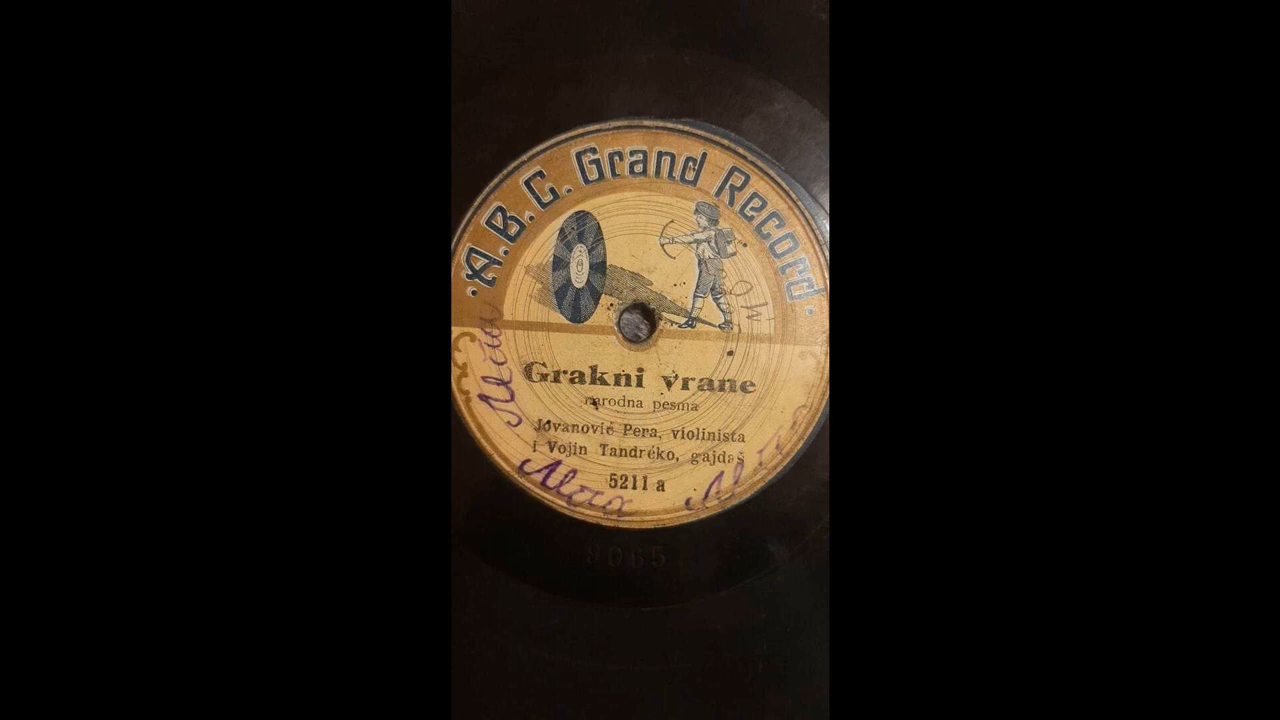 A.B.C. Grand Record
Grakni vrane
narodna pesma
Jovanović Pera, violinista
i Vojin Tandrćko, gajdaš
5211 a
8065